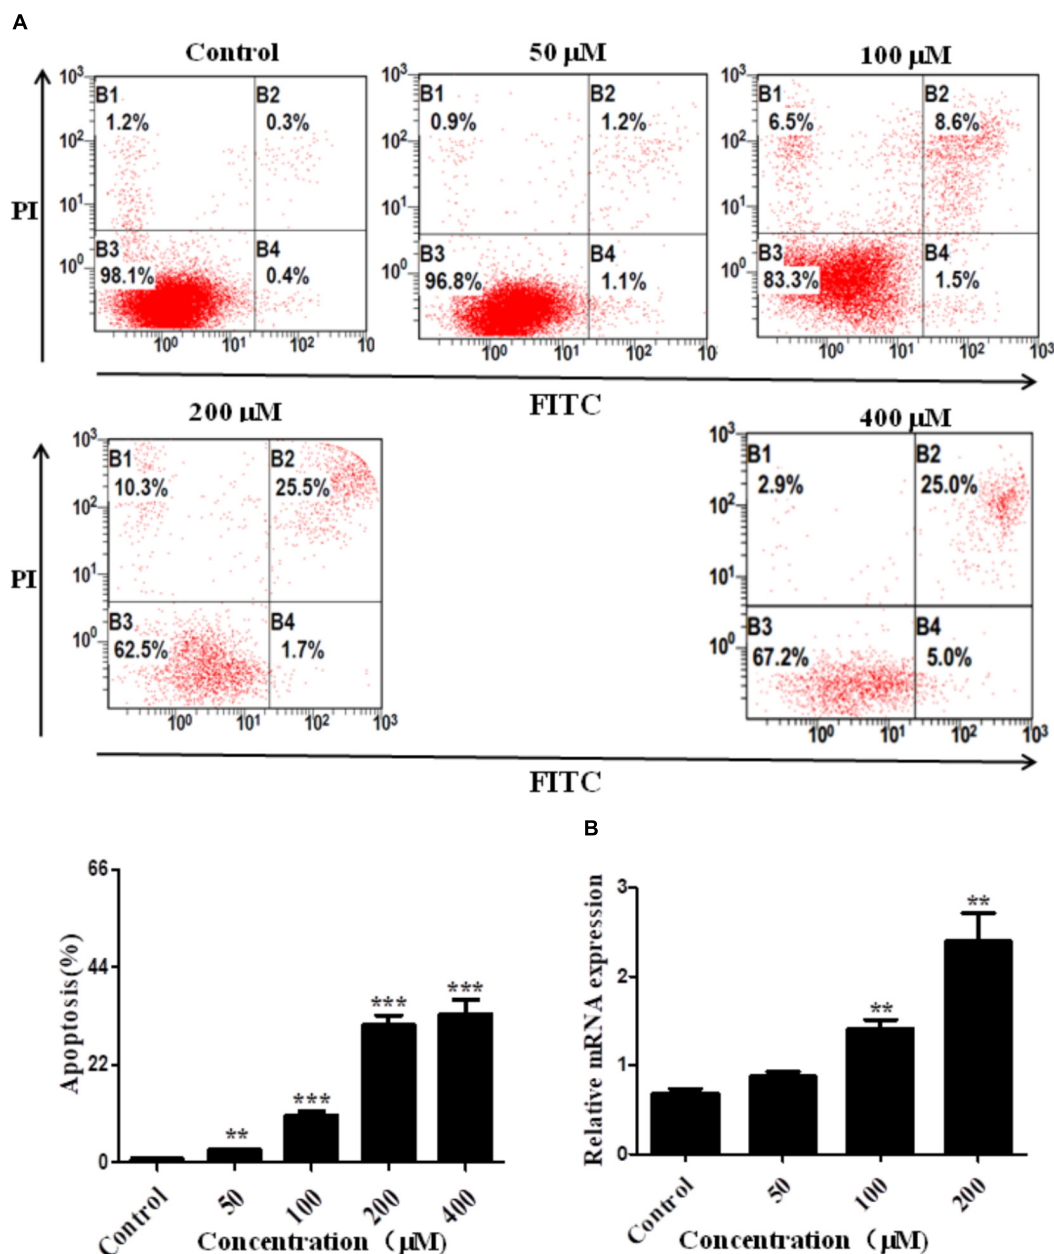 A
Control
50 µM
100 µM
PI
10³
10²
10¹
10⁰
B1
1.2%
B2
0.3%
B3
98.1%
B4
0.4%
10⁰ 10¹ 10² 10
10³
10²
10¹
10⁰
B1
0.9%
B2
1.2%
B3
96.8%
B4
1.1%
10⁰ 10¹ 10² 10
10³
10²
10¹
10⁰
B1
6.5%
B2
8.6%
B3
83.3%
B4
1.5%
10⁰ 10¹ 10² 10³
FITC
200 µM
400 µM
PI
10³
10²
10¹
10⁰
B1
10.3%
B2
25.5%
B3
62.5%
B4
1.7%
10⁰ 10¹ 10² 10³
10³
10²
10¹
10⁰
B1
2.9%
B2
25.0%
B3
67.2%
B4
5.0%
10⁰ 10¹ 10² 10³
FITC
Apoptosis(%)
66
44
22
0
**
***
***
***
Control 50 100 200 400
Concentration (µM)
B
Relative mRNA expression
3
2
1
0
**
**
Control 50 100 200
Concentration (µM)